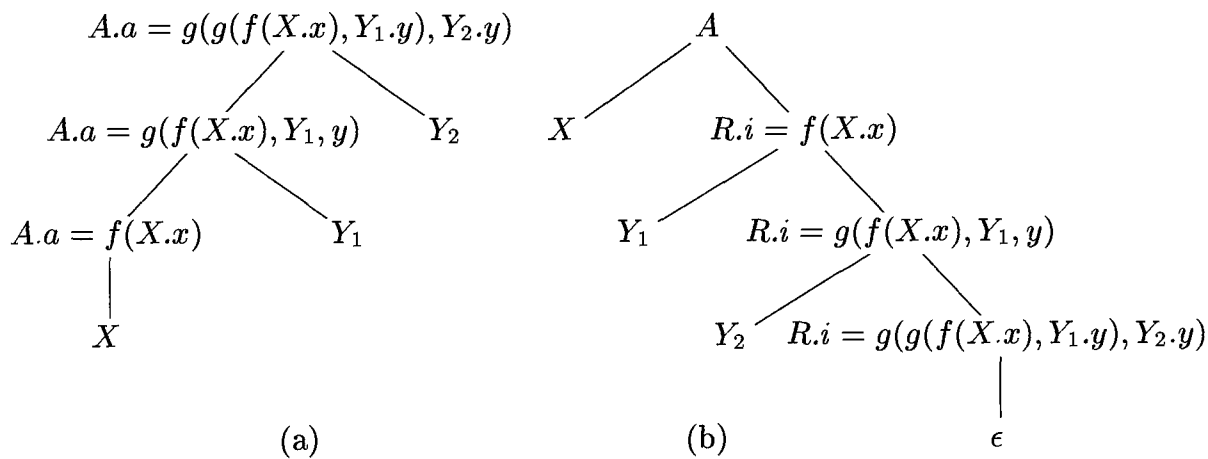 A.a = g(g(f(X.x), Y₁.y), Y₂.y)
A
A.a = g(f(X.x), Y₁, y)
Y₂
X
R.i = f(X.x)
A.a = f(X.x)
Y₁
Y₁
R.i = g(f(X.x), Y₁, y)
X
Y₂
R.i = g(g(f(X.x), Y₁.y), Y₂.y)
(a)
(b)
ϵ